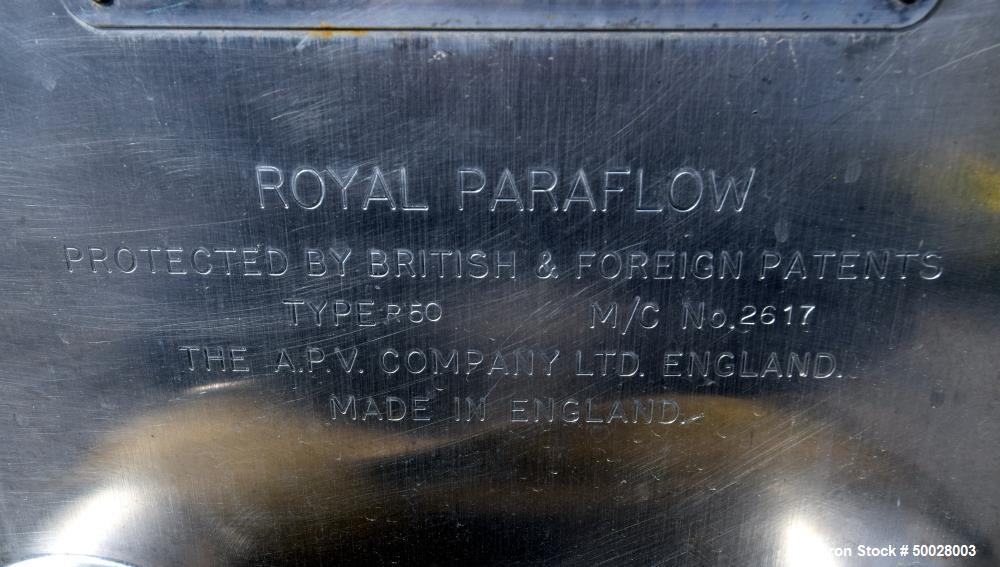 ROYAL PARAFLOW
PROTECTED BY BRITISH & FOREIGN PATENTS
TYPE R50 M/C No. 2617
THE A.P.V. COMPANY LTD. ENGLAND.
MADE IN ENGLAND.
Stock # 50028003